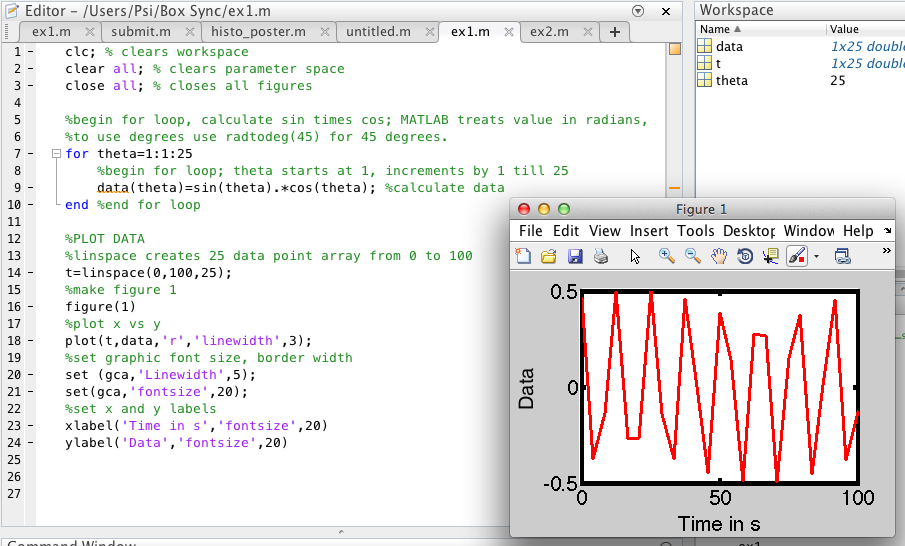 Editor - /Users/Psi/Box Sync/ex1.m
ex1.m submit.m histo_poster.m untitled.m ex1.m ex2.m
1 clc; % clears workspace
2 clear all; % clears parameter space
3 close all; % closes all figures
4
5 %begin for loop, calculate sin times cos; MATLAB treats value in radians,
6 %to use degrees use radtodeg(45) for 45 degrees.
7 for theta=1:1:25
8 %begin for loop; theta starts at 1, increments by 1 till 25
9 data(theta)=sin(theta).*cos(theta); %calculate data
10 end %end for loop
11
12 %PLOT DATA
13 %linspace creates 25 data point array from 0 to 100
14 t=linspace(0,100,25);
15 %make figure 1
16 figure(1)
17 %plot x vs y
18 plot(t,data,'r','linewidth',3);
19 %set graphic font size, border width
20 set (gca,'Linewidth',5);
21 set(gca,'fontsize',20);
22 %set x and y labels
23 xlabel('Time in s','fontsize',20)
24 ylabel('Data','fontsize',20)
25
26
27
Workspace
Name Value
data 1x25 double
t 1x25 double
theta 25
Figure 1
File Edit View Insert Tools Desktop Window Help
0.5
0
-0.5
Data
0 50 100
Time in s
Command Window
ex1